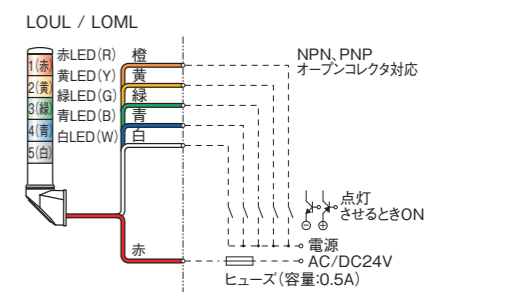 LOUL / LOML
赤LED(R) 橙
NPN、PNP
オープンコレクタ対応
1(赤)
黄LED(Y) 黄
2(黄)
緑LED(G) 緑
3(緑)
青LED(B) 青
4(青)
白LED(W) 白
5(白)
点灯
させるときON
⊖ ⊕
赤
電源
AC/DC24V
ヒューズ(容量:0.5A)